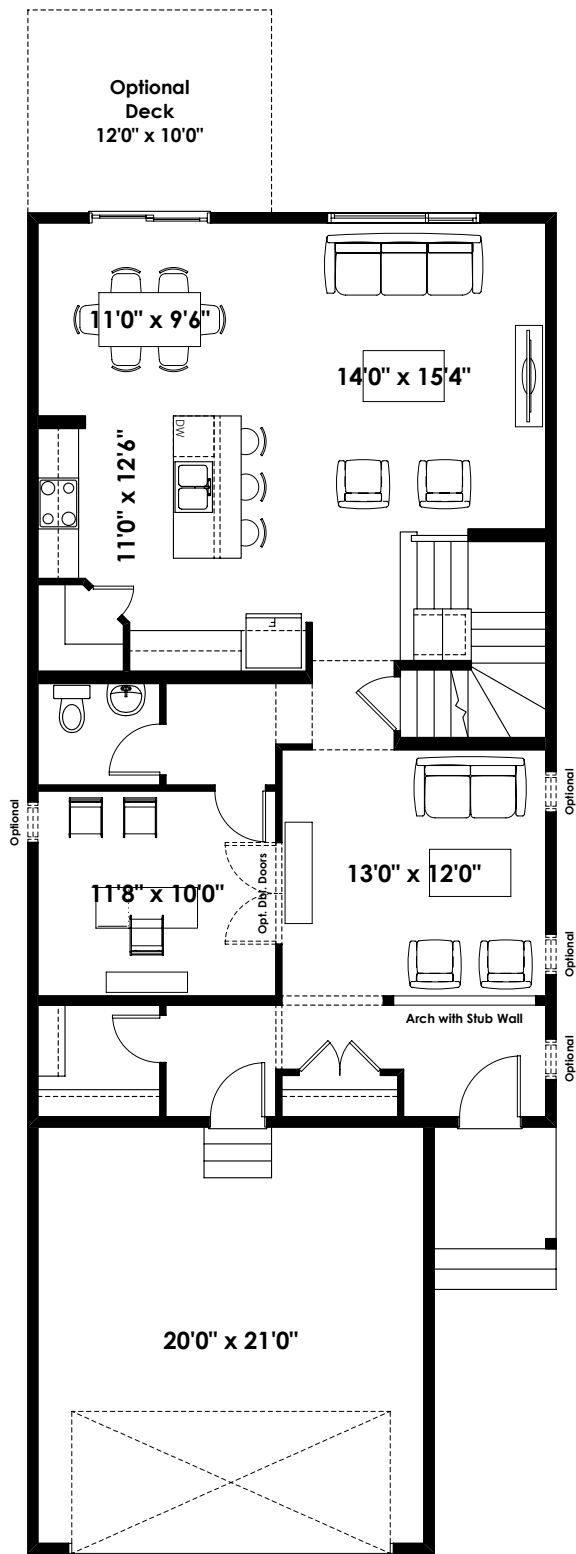 Optional
Deck
12'0" x 10'0"
11'0" x 9'6"
14'0" x 15'4"
DW
11'0" x 12'6"
F
Optional
Optional
13'0" x 12'0"
Opt. Dbl. Doors
11'8" x 10'0"
Optional
Arch with Stub Wall
Optional
20'0" x 21'0"